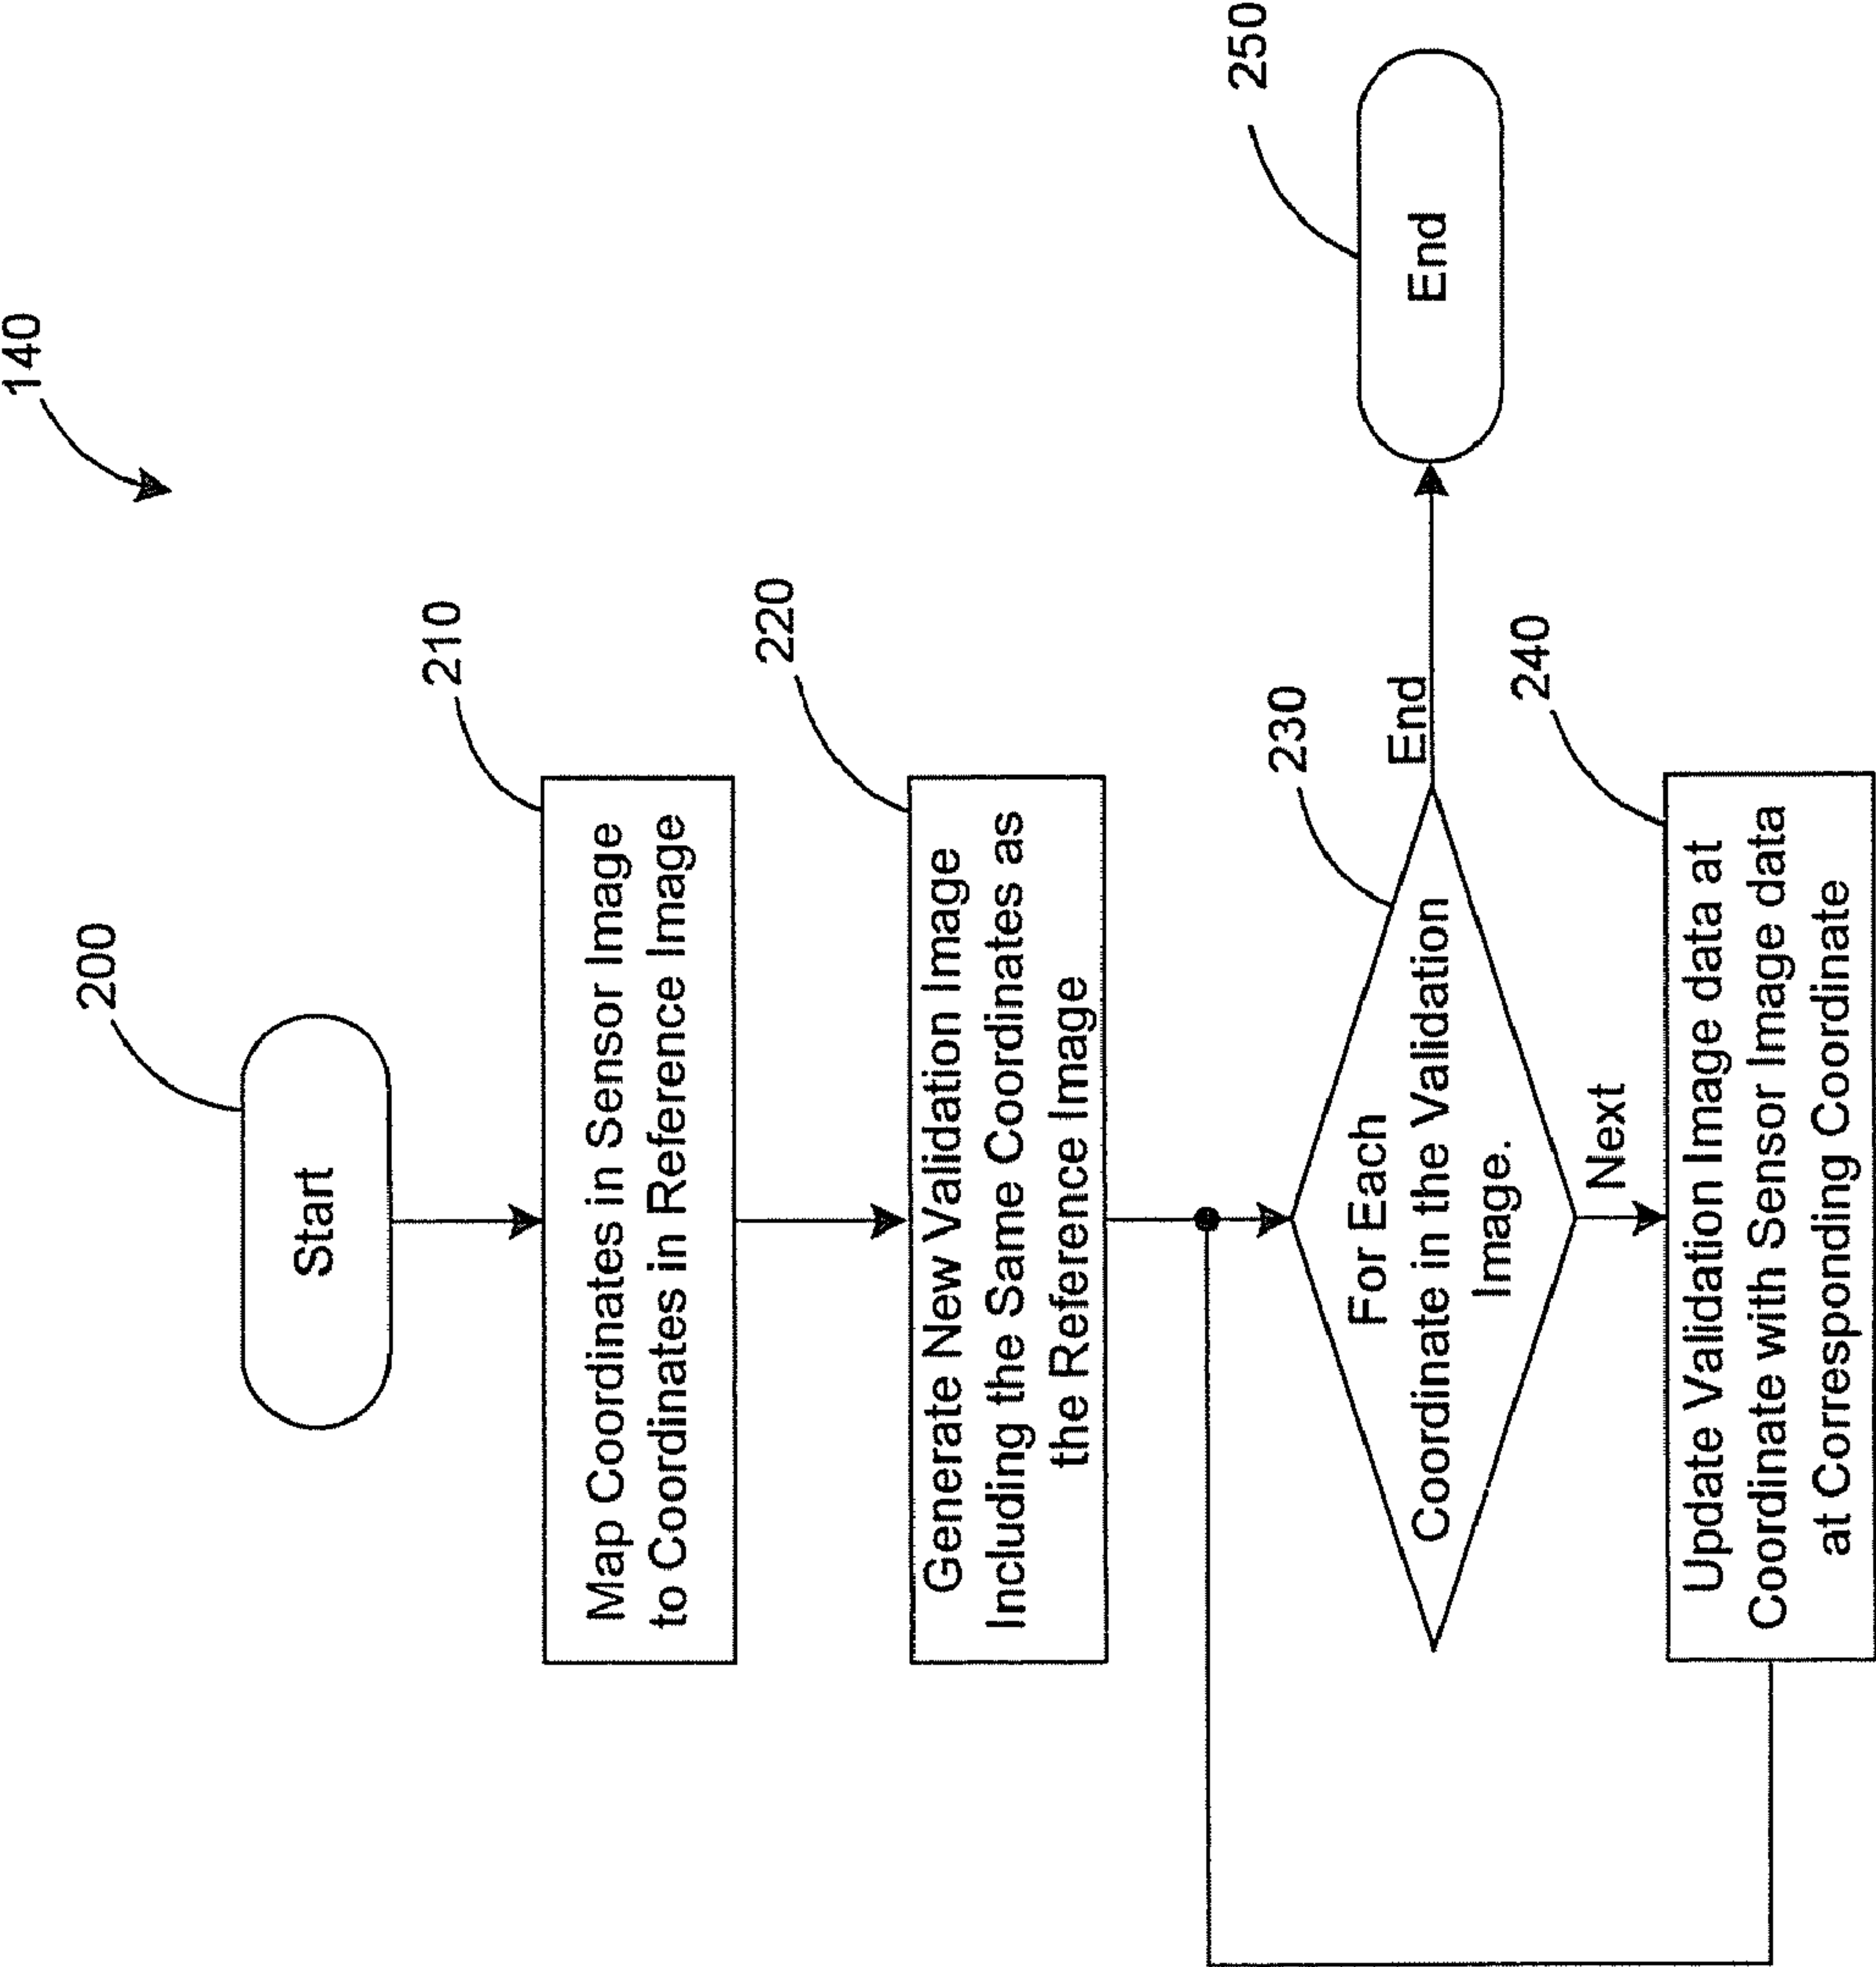 140
200
Start
210
Map Coordinates in Sensor Image
to Coordinates in Reference Image
220
Generate New Validation Image
Including the Same Coordinates as
the Reference Image
230
For Each
Coordinate in the Validation
Image.
End
250
End
Next
240
Update Validation Image data at
Coordinate with Sensor Image data
at Corresponding Coordinate